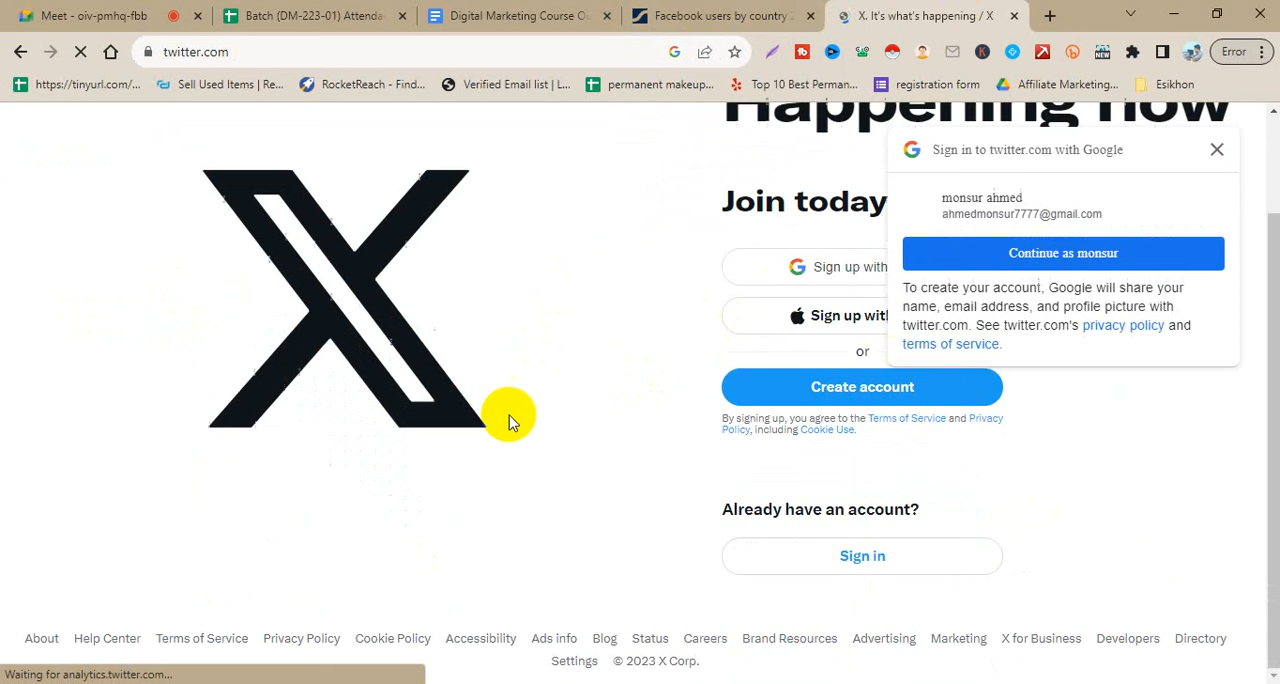 Meet - oiv-pmhq-fbb
Batch (DM-223-01) Attenda
Digital Marketing Course O
Facebook users by country
X. It's what's happening / X
twitter.com
Error
https://tinyurl.com/...
Sell Used Items | Re...
RocketReach - Find...
Verified Email list | L...
permanent makeup...
Top 10 Best Perman...
registration form
Affiliate Marketing...
Esikhon
Happening now
Join today
Sign up with
Sign up with
or
Create account
By signing up, you agree to the Terms of Service and Privacy
Policy, including Cookie Use.
Already have an account?
Sign in
Sign in to twitter.com with Google
monsur ahmed
ahmedmonsur7777@gmail.com
Continue as monsur
To create your account, Google will share your
name, email address, and profile picture with
twitter.com. See twitter.com's privacy policy and
terms of service.
About Help Center Terms of Service Privacy Policy Cookie Policy Accessibility Ads info Blog Status Careers Brand Resources Advertising Marketing X for Business Developers Directory
Settings © 2023 X Corp.
Waiting for analytics.twitter.com...